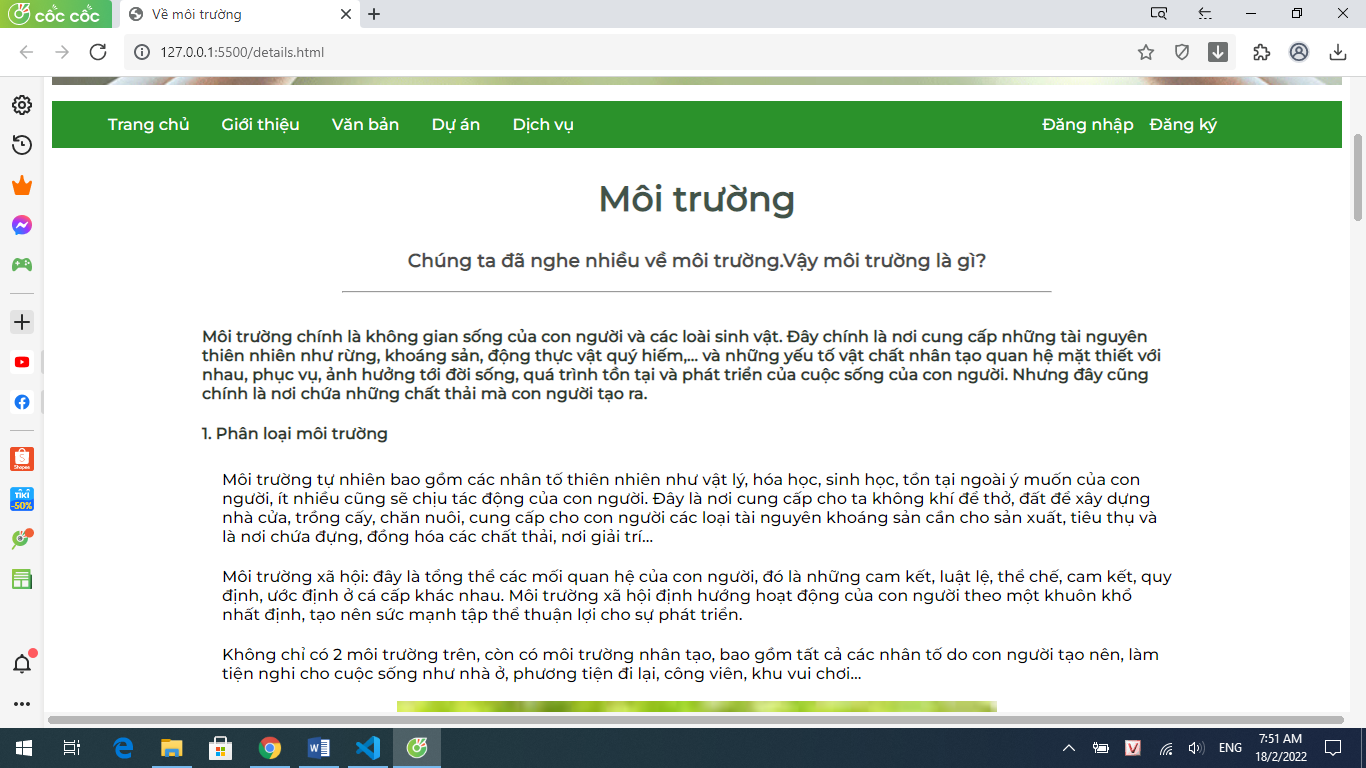 cốc cốc
Về môi trường
127.0.0.1:5500/details.html
Trang chủ Giới thiệu Văn bản Dự án Dịch vụ Đăng nhập Đăng ký
Môi trường
Chúng ta đã nghe nhiều về môi trường.Vậy môi trường là gì?
Môi trường chính là không gian sống của con người và các loài sinh vật. Đây chính là nơi cung cấp những tài nguyên
thiên nhiên như rừng, khoáng sản, động thực vật quý hiếm,... và những yếu tố vật chất nhân tạo quan hệ mặt thiết với
nhau, phục vụ, ảnh hưởng tới đời sống, quá trình tồn tại và phát triển của cuộc sống của con người. Nhưng đây cũng
chính là nơi chứa những chất thải mà con người tạo ra.
1. Phân loại môi trường
Môi trường tự nhiên bao gồm các nhân tố thiên nhiên như vật lý, hóa học, sinh học, tồn tại ngoài ý muốn của con
người, ít nhiều cũng sẽ chịu tác động của con người. Đây là nơi cung cấp cho ta không khí để thở, đất để xây dựng
nhà cửa, trồng cấy, chăn nuôi, cung cấp cho con người các loại tài nguyên khoáng sản cần cho sản xuất, tiêu thụ và
là nơi chứa đựng, đồng hóa các chất thải, nơi giải trí...
Môi trường xã hội: đây là tổng thể các mối quan hệ của con người, đó là những cam kết, luật lệ, thể chế, cam kết, quy
định, ước định ở cá cấp khác nhau. Môi trường xã hội định hướng hoạt động của con người theo một khuôn khổ
nhất định, tạo nên sức mạnh tập thể thuận lợi cho sự phát triển.
Không chỉ có 2 môi trường trên, còn có môi trường nhân tạo, bao gồm tất cả các nhân tố do con người tạo nên, làm
tiện nghi cho cuộc sống như nhà ở, phương tiện đi lại, công viên, khu vui chơi...
Shopee
TIKI
-50%
ENG
7:51 AM
18/2/2022